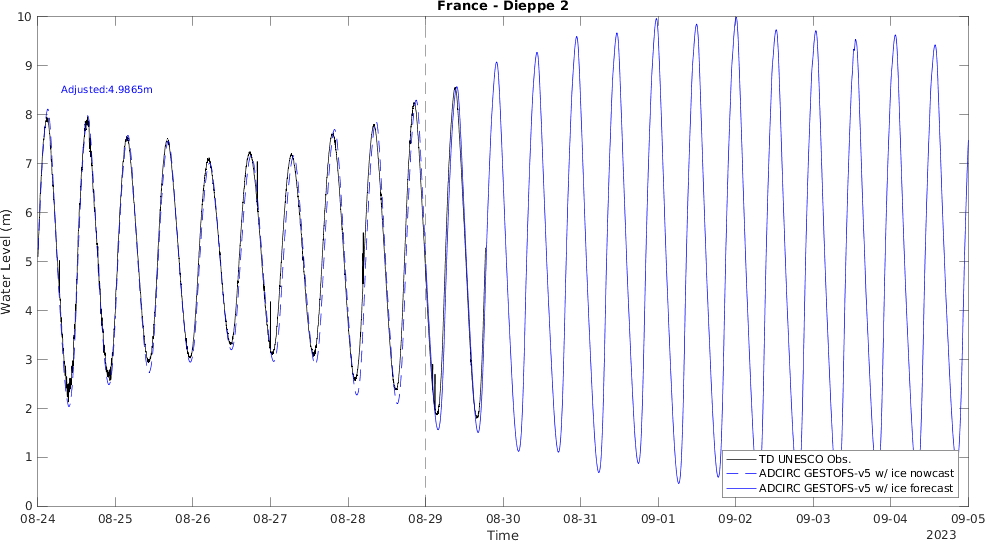 France - Dieppe 2
10
9
8
7
6
5
4
3
2
1
0
Water Level (m)
Adjusted:4.9865m
TD UNESCO Obs.
ADCIRC GESTOFS-v5 w/ ice nowcast
ADCIRC GESTOFS-v5 w/ ice forecast
08-24 08-25 08-26 08-27 08-28 08-29 08-30 08-31 09-01 09-02 09-03 09-04 09-05
Time
2023